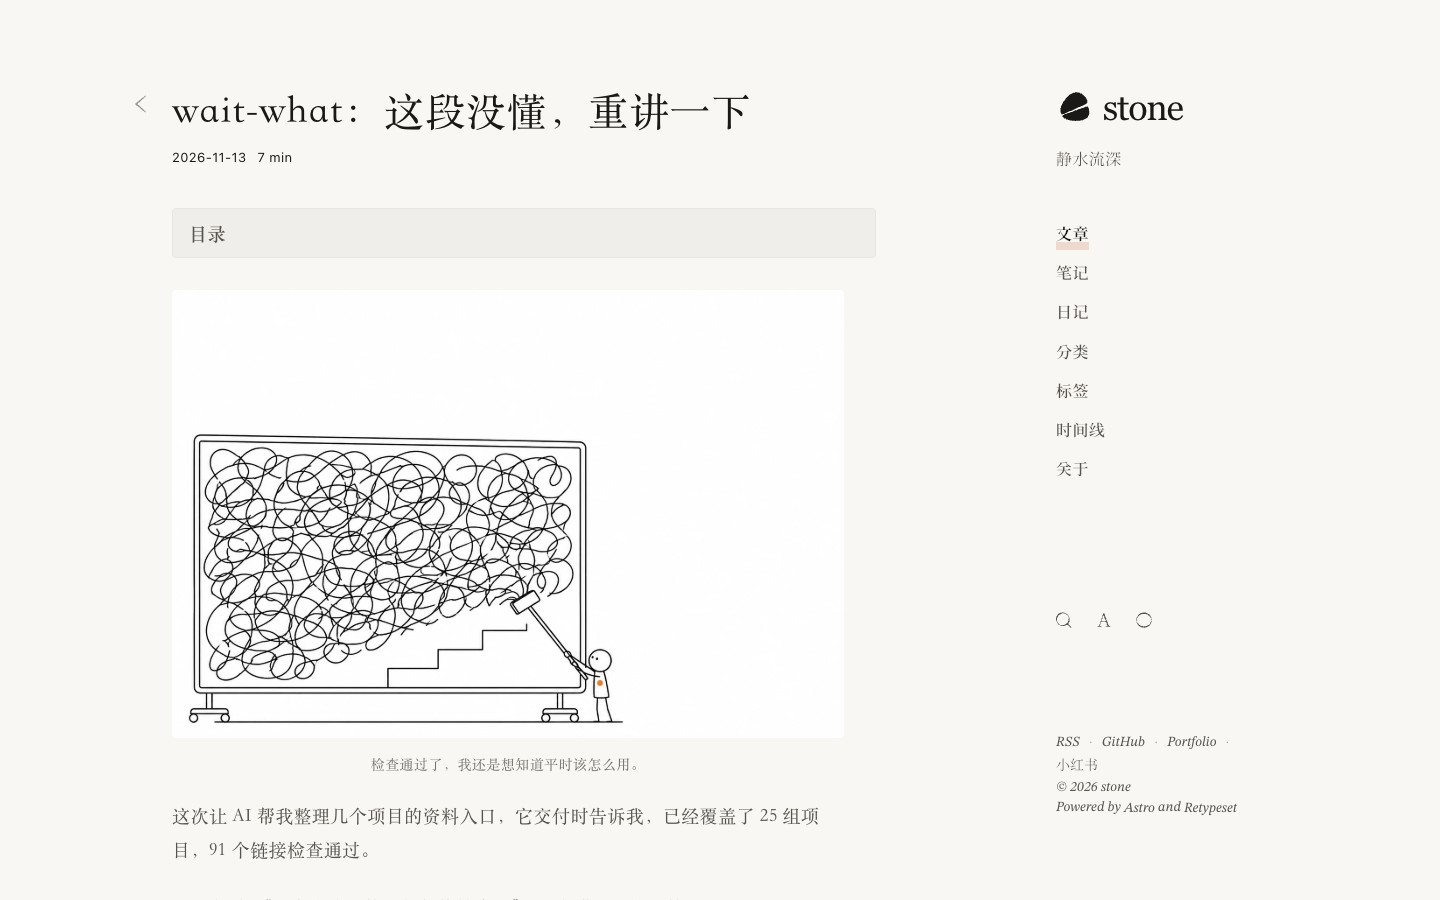 wait-what：这段没懂，重讲一下
2026-11-13 7 min
目录
检查通过了，我还是想知道平时该怎么用。
这次让 AI 帮我整理几个项目的资料入口，它交付时告诉我，已经覆盖了 25 组项
目，91 个链接检查通过。
stone
静水流深
文章
笔记
日记
分类
标签
时间线
关于
A
RSS · GitHub · Portfolio ·
小红书
© 2026 stone
Powered by Astro and Retypeset